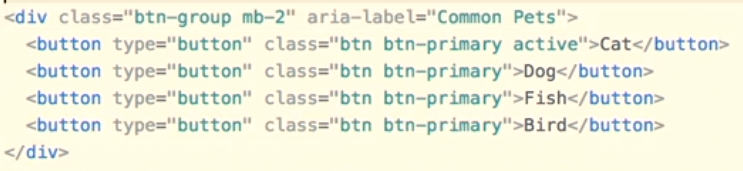 <div class="btn-group mb-2" aria-label="Common Pets">
  <button type="button" class="btn btn-primary active">Cat</button>
  <button type="button" class="btn btn-primary">Dog</button>
  <button type="button" class="btn btn-primary">Fish</button>
  <button type="button" class="btn btn-primary">Bird</button>
</div>